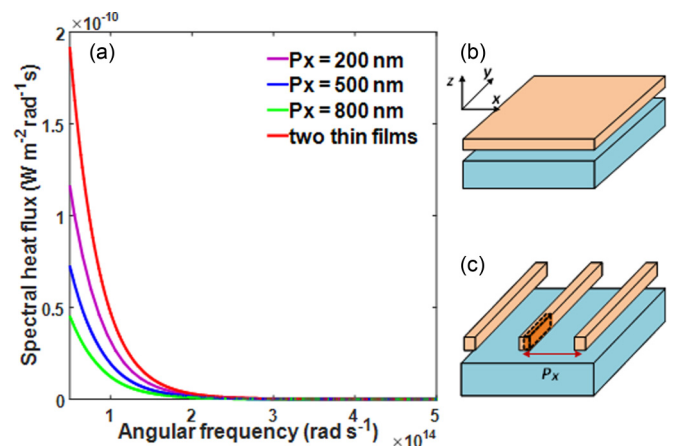 ×10⁻¹⁰
(a)
Px = 200 nm
Px = 500 nm
Px = 800 nm
two thin films
2
1.5
1
0.5
0
Spectral heat flux (W m⁻² rad⁻¹ s)
1
2
3
4
5
Angular frequency (rad s⁻¹)
×10¹⁴
(b)
z
y
x
(c)
Px